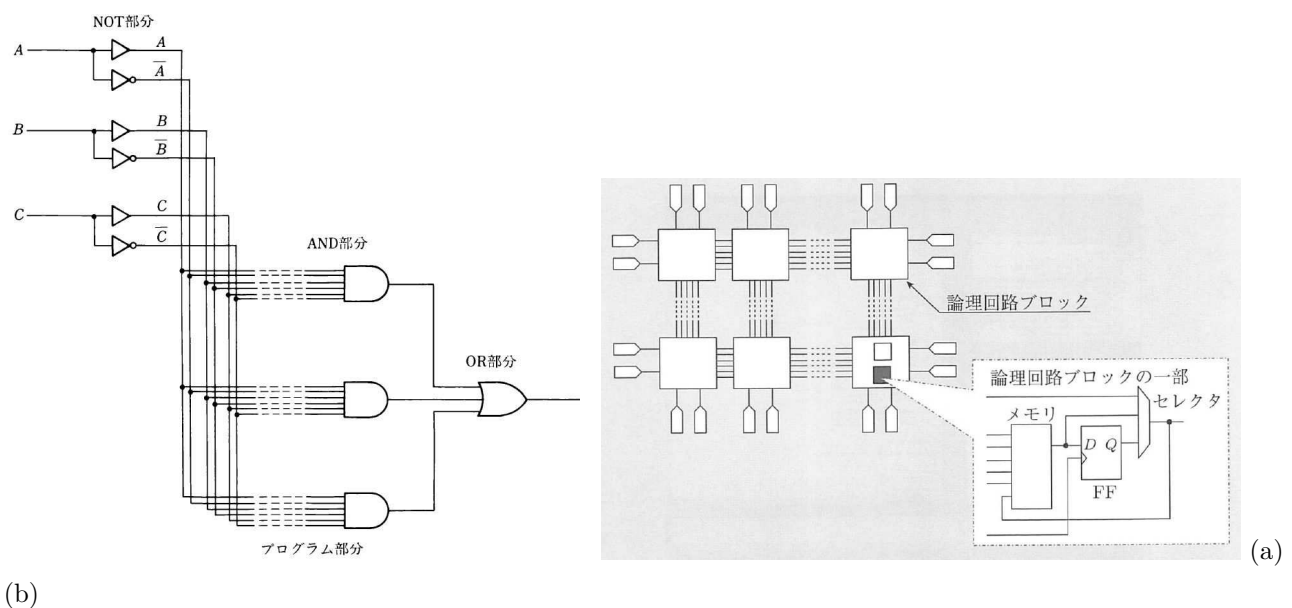 NOT部分
A
A
A̅
B
B
B̅
C
C
C̅
AND部分
OR部分
プログラム部分
論理回路ブロック
論理回路ブロックの一部
セレクタ
メモリ
D Q
FF
(a)
(b)